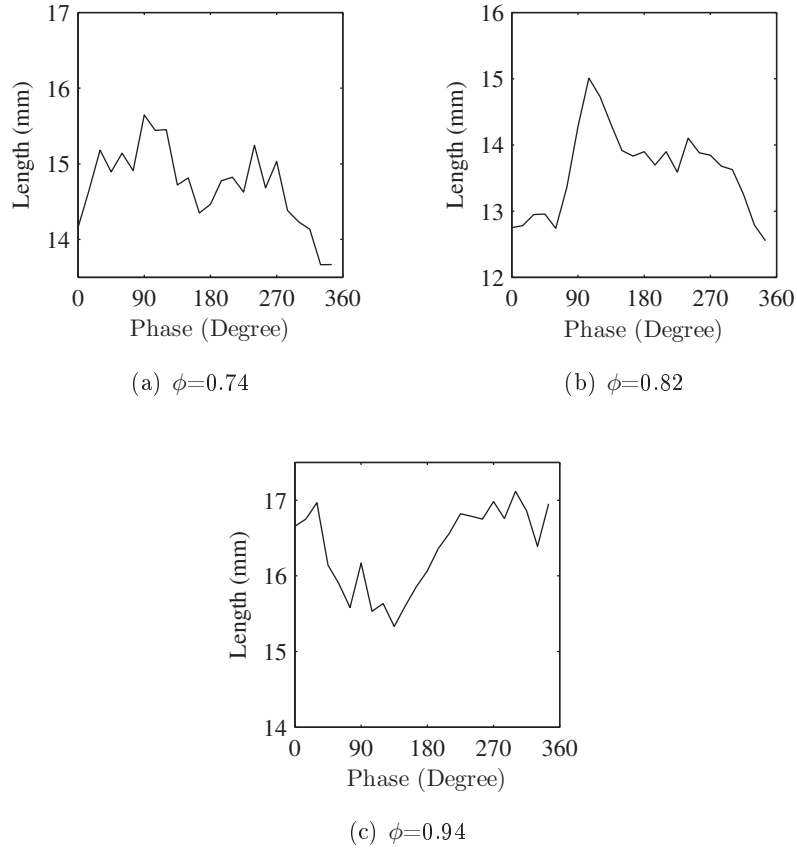 17
16
15
14
Length (mm)
0 90 180 270 360
Phase (Degree)
(a) ϕ=0.74
16
15
14
13
12
Length (mm)
0 90 180 270 360
Phase (Degree)
(b) ϕ=0.82
17
16
15
14
Length (mm)
0 90 180 270 360
Phase (Degree)
(c) ϕ=0.94